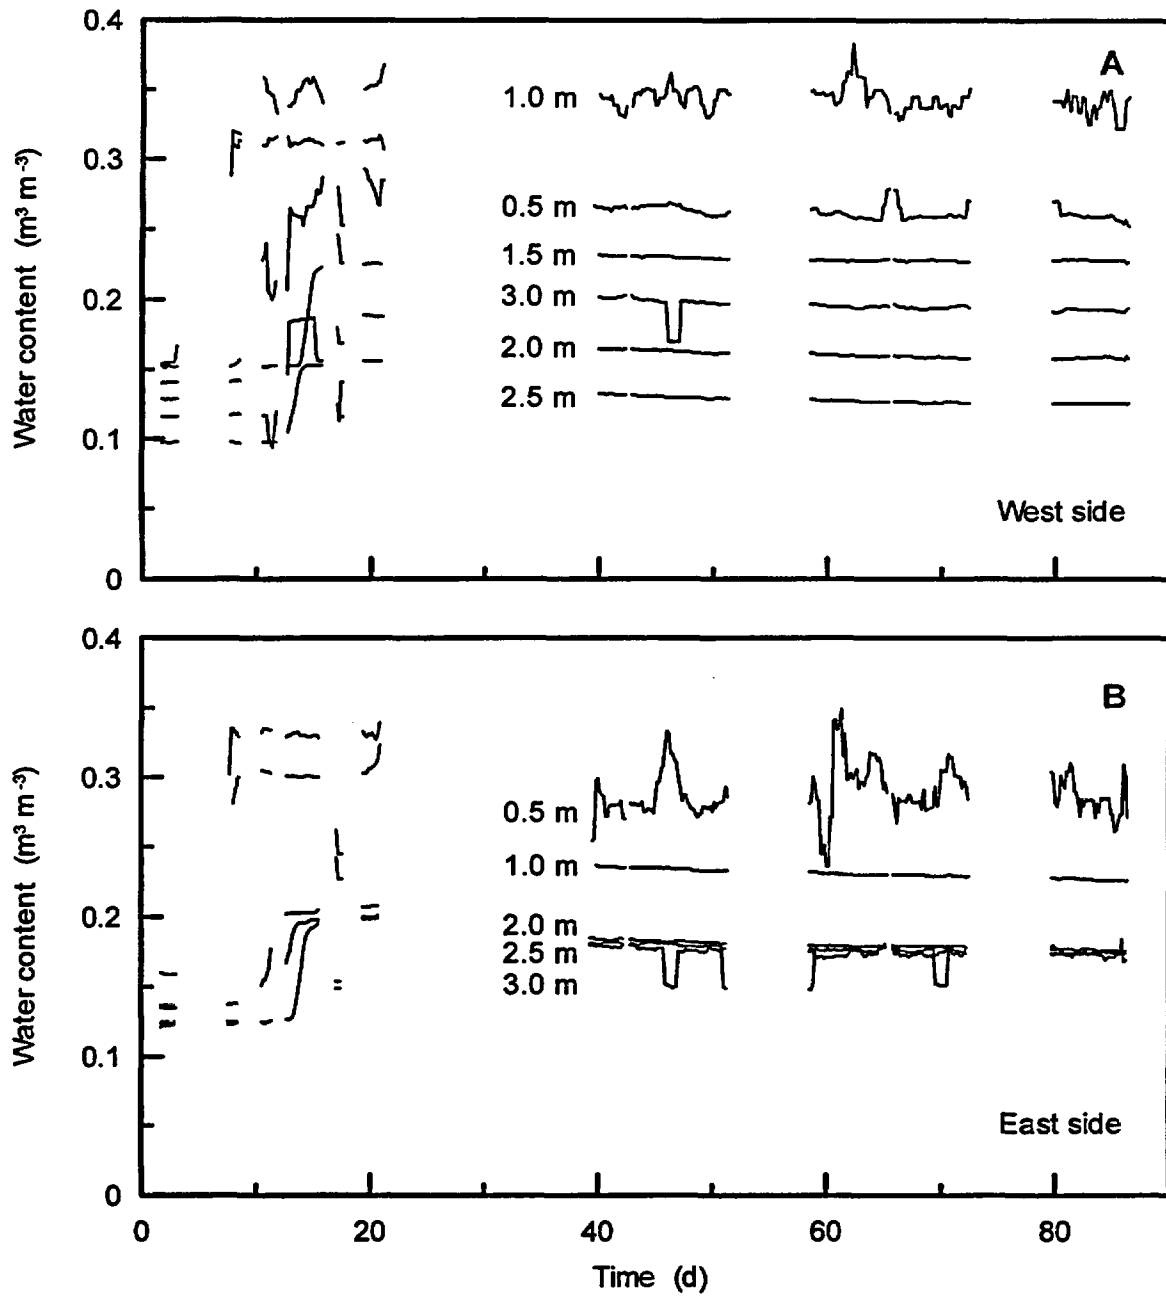 0.4
A
1.0 m
0.3
Water content (m³ m⁻³)
0.5 m
1.5 m
0.2
3.0 m
2.0 m
2.5 m
0.1
West side
0
0.4
B
0.3
0.5 m
Water content (m³ m⁻³)
1.0 m
0.2
2.0 m
2.5 m
3.0 m
0.1
East side
0
0 20 40 60 80
Time (d)